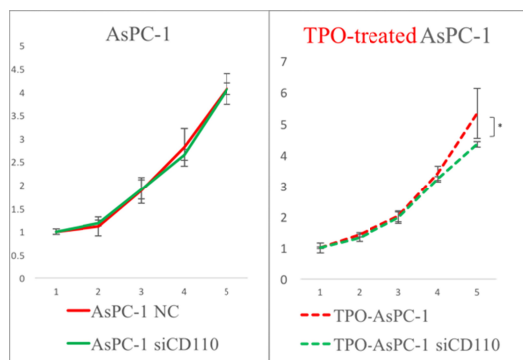 AsPC-1
5
4.5
4
3.5
3
2.5
2
1.5
1
0.5
0
1 2 3 4 5
AsPC-1 NC
AsPC-1 siCD110
TPO-treated AsPC-1
7
6
5
4
3
2
1
0
*
1 2 3 4 5
TPO-AsPC-1
TPO-AsPC-1 siCD110